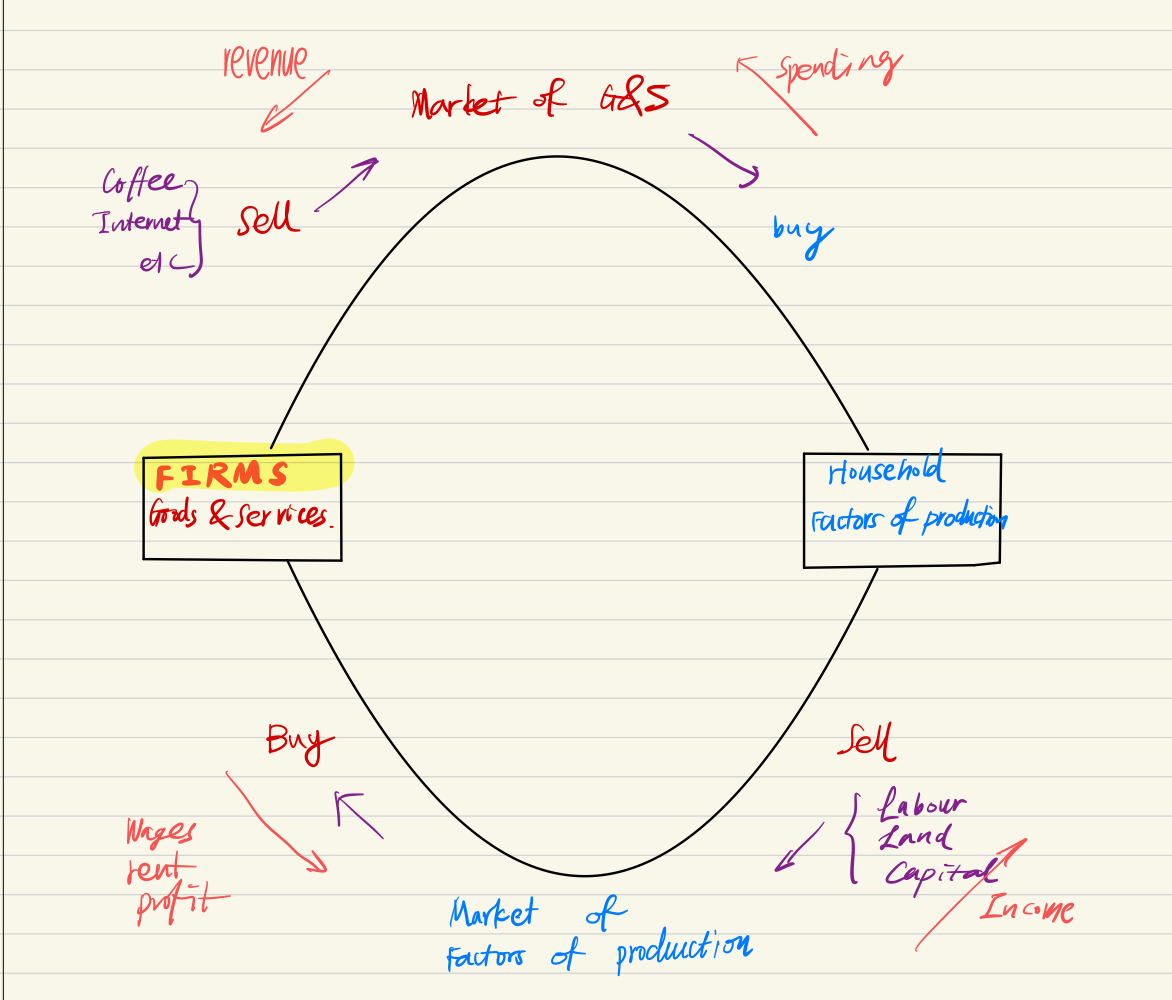 revenue
Spending
Market of G&S
Coffee
Internet
etc
Sell
buy
FIRMS
Goods & Services.
Household
Factors of production
Buy
Sell
Wages
rent
profit
Labour
Land
Capital
Income
Market of
Factors of production